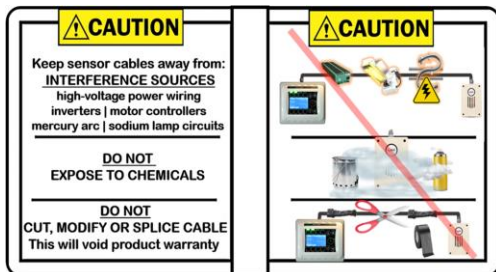 CAUTION
Keep sensor cables away from:
INTERFERENCE SOURCES
high-voltage power wiring
inverters | motor controllers
mercury arc | sodium lamp circuits
DO NOT
EXPOSE TO CHEMICALS
DO NOT
CUT, MODIFY OR SPLICE CABLE
This will void product warranty
CAUTION